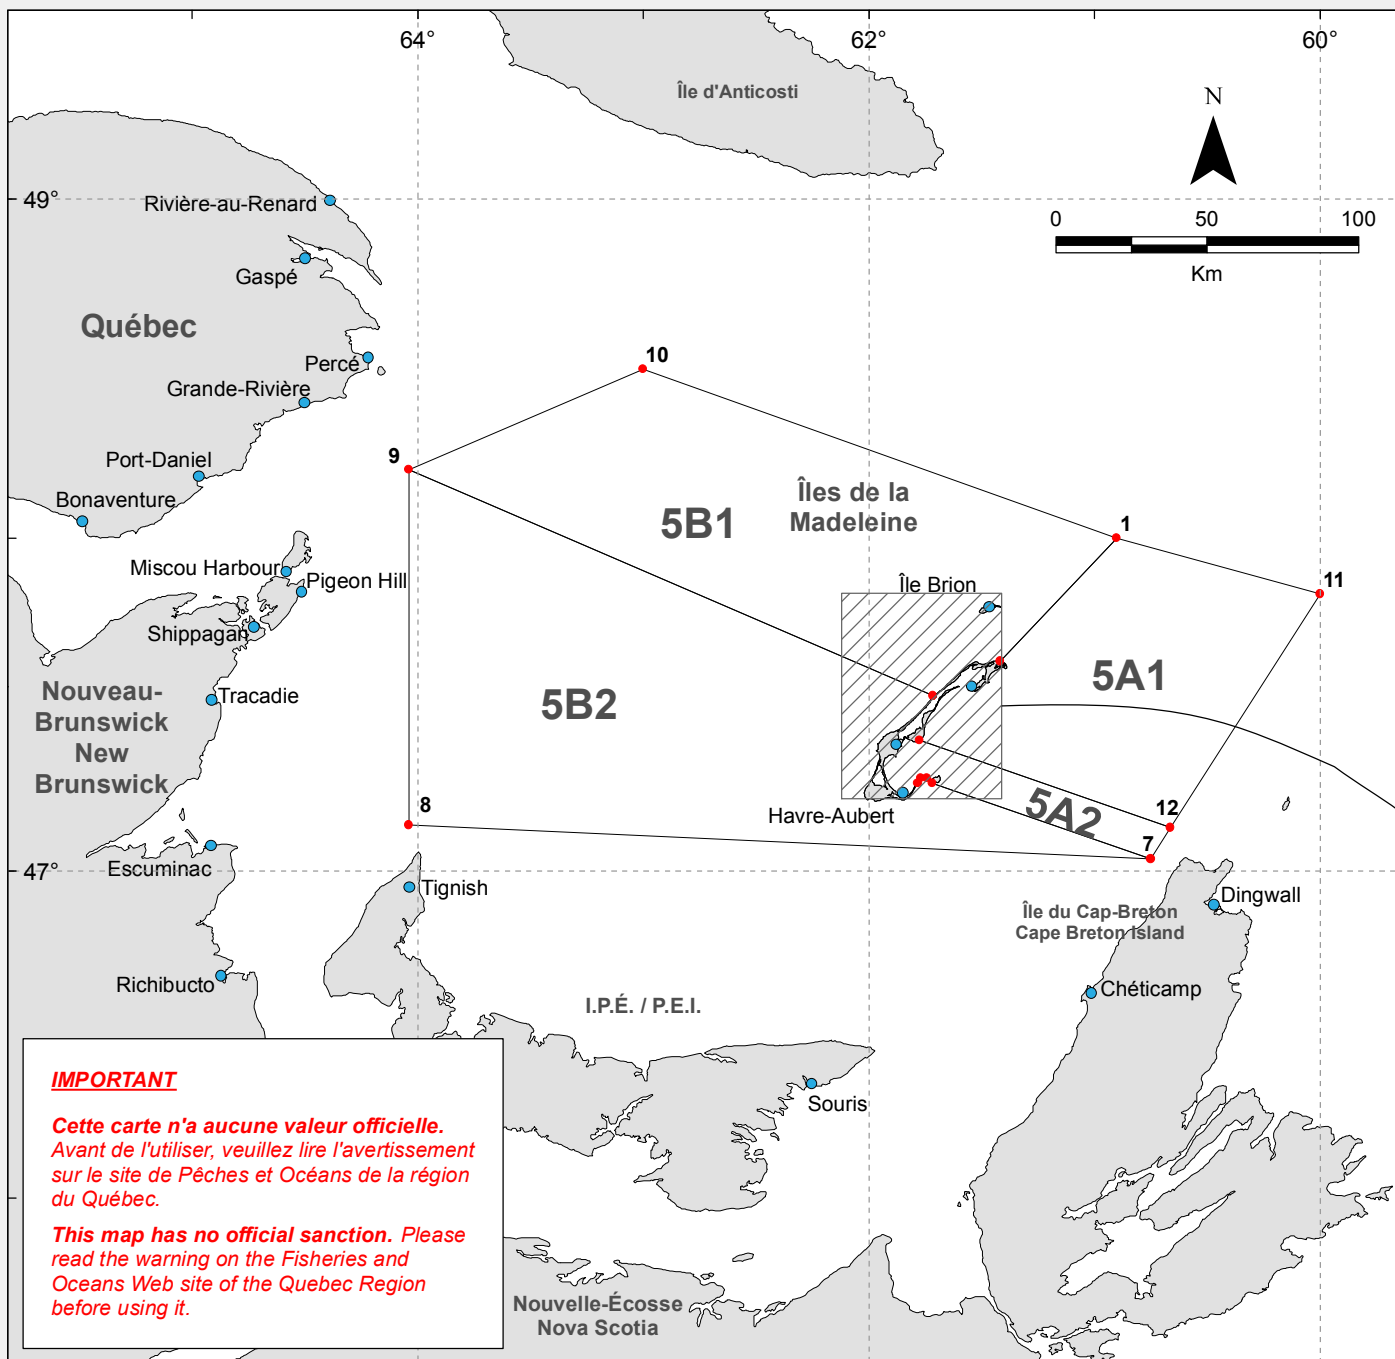 64°
62°
60°
Île d'Anticosti
N
49°
0 50 100
Km
Rivière-au-Renard
Gaspé
Québec
Percé
Grande-Rivière
Port-Daniel
Bonaventure
10
9
5B1
Îles de la
Madeleine
1
11
Miscou Harbour
Pigeon Hill
Shippagan
Île Brion
Nouveau-
Brunswick
New
Brunswick
Tracadie
5B2
5A1
5A2
Havre-Aubert
8
12
7
47°
Escuminac
Tignish
Dingwall
Île du Cap-Breton
Cape Breton Island
Richibucto
Chéticamp
I.P.É. / P.E.I.
Souris
IMPORTANT
Cette carte n'a aucune valeur officielle.
Avant de l'utiliser, veuillez lire l'avertissement
sur le site de Pêches et Océans de la région
du Québec.
This map has no official sanction. Please
read the warning on the Fisheries and
Oceans Web site of the Quebec Region
before using it.
Nouvelle-Écosse
Nova Scotia